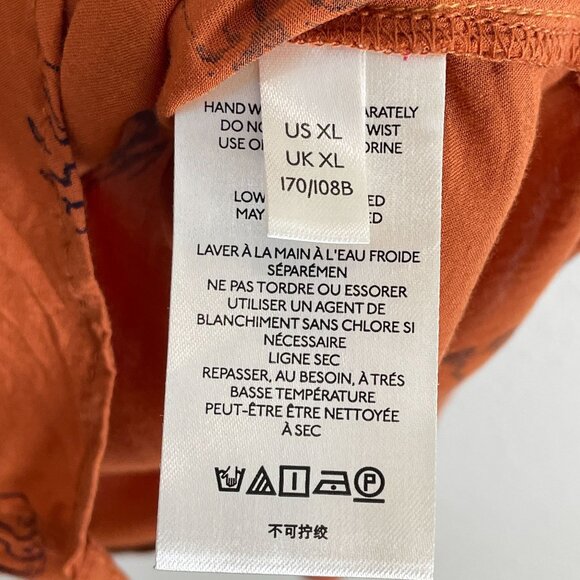 HAND W ARATELY
DO NO TWIST
USE O ORINE
US XL
UK XL
170/108B
LOW ED
MAY ED
LAVER À LA MAIN À L'EAU FROIDE
SÉPARÉMEN
NE PAS TORDRE OU ESSORER
UTILISER UN AGENT DE
BLANCHIMENT SANS CHLORE SI
NÉCESSAIRE
LIGNE SEC
REPASSER, AU BESOIN, À TRÉS
BASSE TEMPÉRATURE
PEUT-ÊTRE ÊTRE NETTOYÉE
À SEC
P
不可拧绞